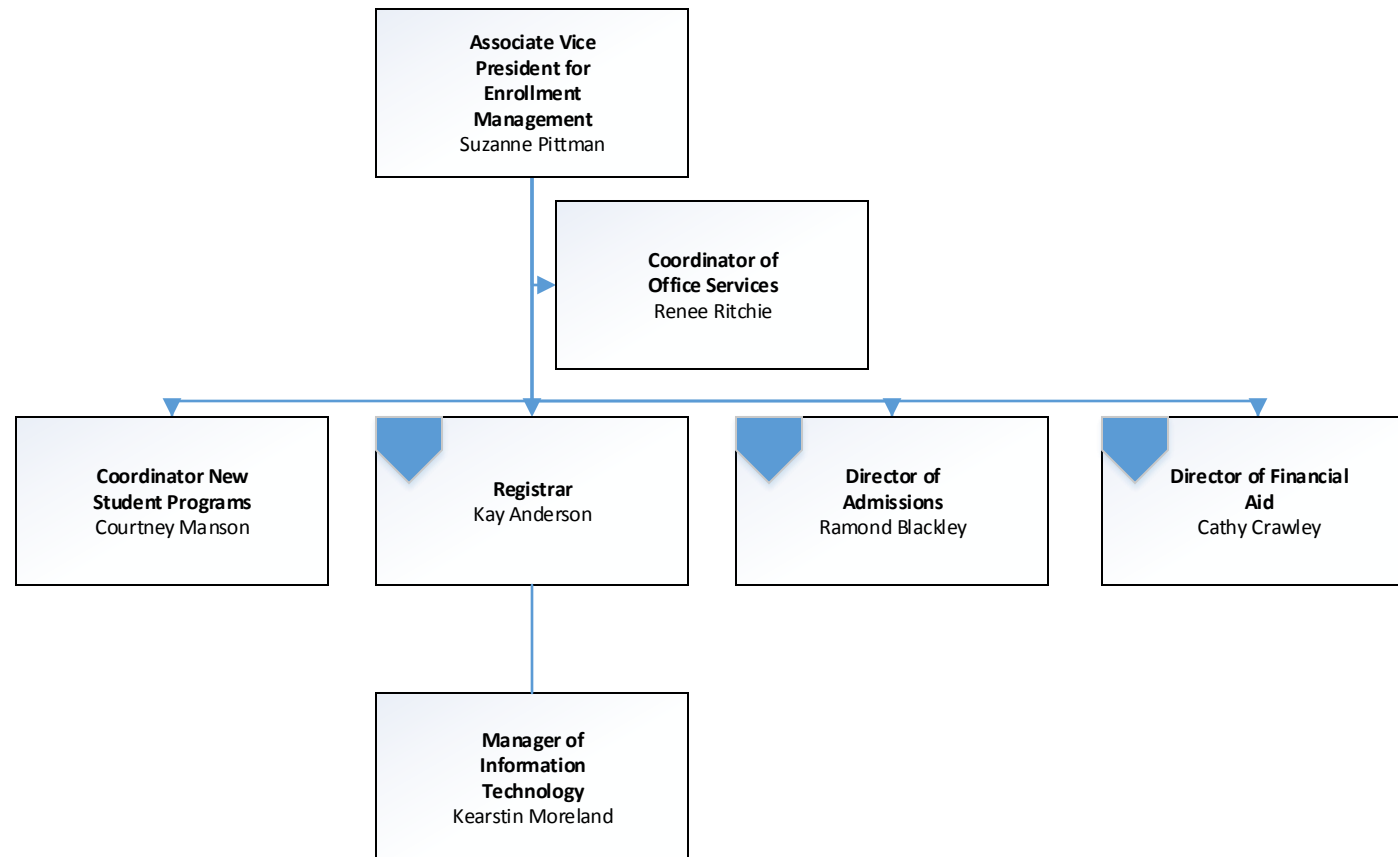 Associate Vice
President for
Enrollment
Management
Suzanne Pittman
Coordinator of
Office Services
Renee Ritchie
Coordinator New
Student Programs
Courtney Manson
Registrar
Kay Anderson
Director of
Admissions
Ramond Blackley
Director of Financial
Aid
Cathy Crawley
Manager of
Information
Technology
Kearstin Moreland